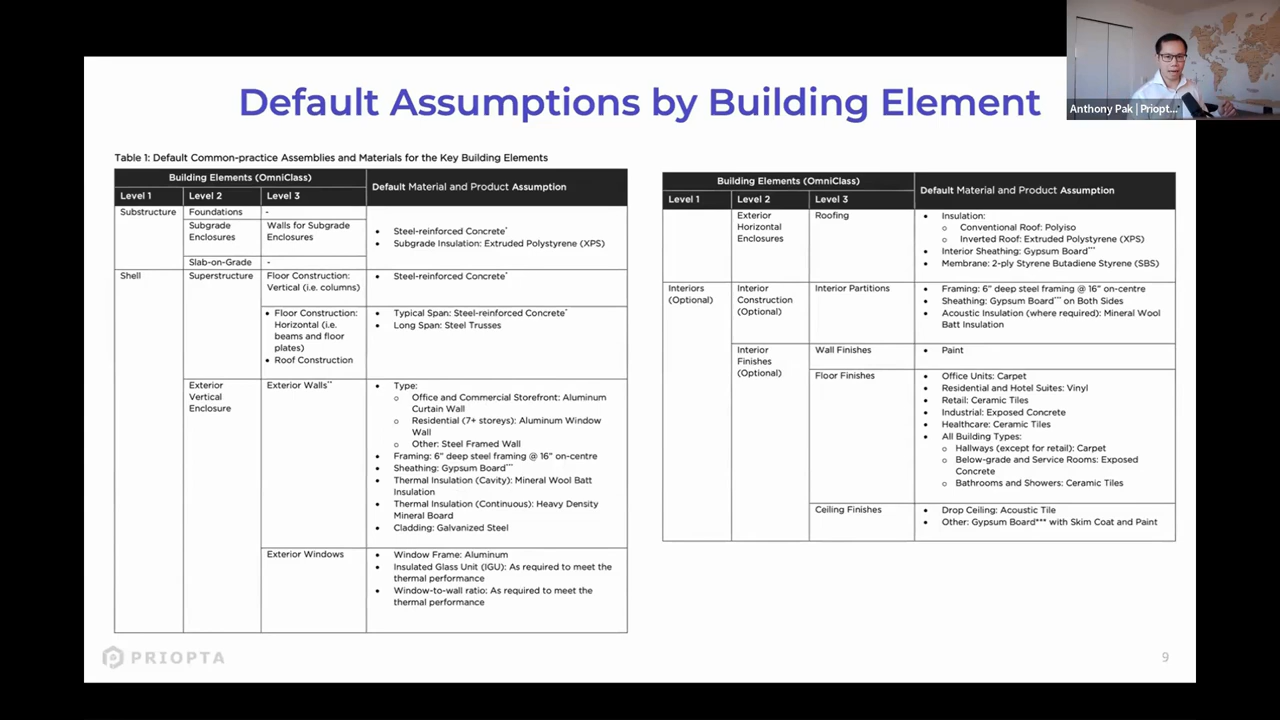 Default Assumptions by Building Element
Anthony Pak | Priopt...
Table 1: Default Common-practice Assemblies and Materials for the Key Building Elements
Building Elements (OmniClass)
Default Material and Product Assumption
Level 1
Level 2
Level 3
Substructure
Foundations
-
Subgrade
Enclosures
Walls for Subgrade
Enclosures
• Steel-reinforced Concrete*
• Subgrade Insulation: Extruded Polystyrene (XPS)
Slab-on-Grade
-
Shell
Superstructure
Floor Construction:
Vertical (i.e. columns)
• Steel-reinforced Concrete*
• Floor Construction:
Horizontal (i.e.
beams and floor
plates)
• Roof Construction
• Typical Span: Steel-reinforced Concrete*
• Long Span: Steel Trusses
Exterior
Vertical
Enclosure
Exterior Walls**
• Type:
o Office and Commercial Storefront: Aluminum
Curtain Wall
o Residential (7+ storeys): Aluminum Window
Wall
o Other: Steel Framed Wall
• Framing: 6" deep steel framing @ 16" on-centre
• Sheathing: Gypsum Board***
• Thermal Insulation (Cavity): Mineral Wool Batt
Insulation
• Thermal Insulation (Continuous): Heavy Density
Mineral Board
• Cladding: Galvanized Steel
Exterior Windows
• Window Frame: Aluminum
• Insulated Glass Unit (IGU): As required to meet the
thermal performance
• Window-to-wall ratio: As required to meet the
thermal performance
Building Elements (OmniClass)
Default Material and Product Assumption
Level 1
Level 2
Level 3
Exterior
Horizontal
Enclosures
Roofing
• Insulation:
o Conventional Roof: Polyiso
o Inverted Roof: Extruded Polystyrene (XPS)
• Interior Sheathing: Gypsum Board***
• Membrane: 2-ply Styrene Butadiene Styrene (SBS)
Interiors
(Optional)
Interior
Construction
(Optional)
Interior Partitions
• Framing: 6" deep steel framing @ 16" on-centre
• Sheathing: Gypsum Board*** on Both Sides
• Acoustic Insulation (where required): Mineral Wool
Batt Insulation
Interior
Finishes
(Optional)
Wall Finishes
• Paint
Floor Finishes
• Office Units: Carpet
• Residential and Hotel Suites: Vinyl
• Retail: Ceramic Tiles
• Industrial: Exposed Concrete
• Healthcare: Ceramic Tiles
• All Building Types:
o Hallways (except for retail): Carpet
o Below-grade and Service Rooms: Exposed
Concrete
o Bathrooms and Showers: Ceramic Tiles
Ceiling Finishes
• Drop Ceiling: Acoustic Tile
• Other: Gypsum Board*** with Skim Coat and Paint
PRIOPTA
9